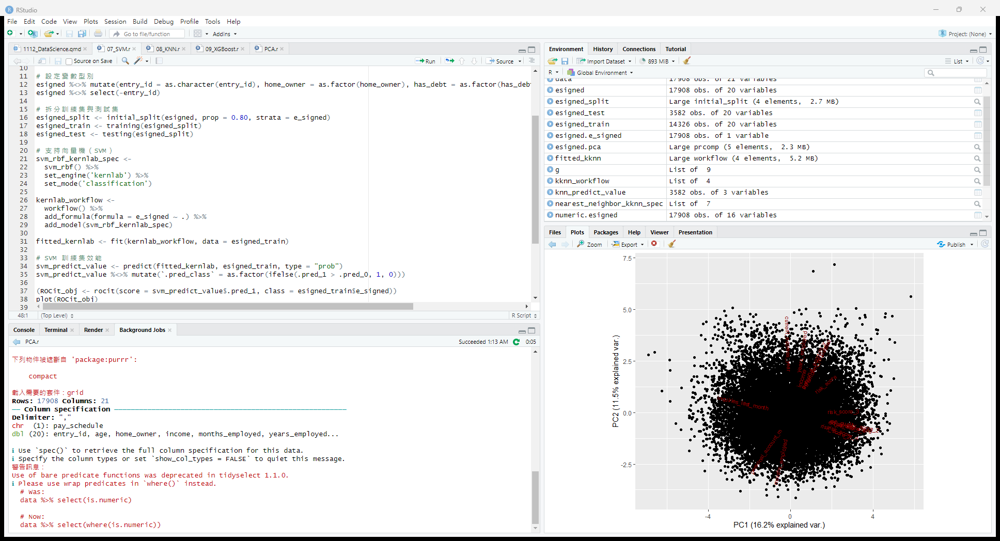 RStudio
File Edit Code View Plots Session Build Debug Profile Tools Help
Go to file/function Addins Project: (None)
1112_DataScience.qmd 07_SVM.r 08_KNN.r 09_XGBoost.r PCA.r
Source on Save Run Source
10
11 # 設定變數型別
12 esigned %<>% mutate(entry_id = as.character(entry_id), home_owner = as.factor(home_owner), has_debt = as.factor(has_deb
13 esigned %<>% select(-entry_id)
14
15 # 拆分訓練集與測試集
16 esigned_split <- initial_split(esigned, prop = 0.80, strata = e_signed)
17 esigned_train <- training(esigned_split)
18 esigned_test <- testing(esigned_split)
19
20 # 支持向量機（SVM）
21 svm_rbf_kernlab_spec <-
22 svm_rbf() %>%
23 set_engine('kernlab') %>%
24 set_mode('classification')
25
26 kernlab_workflow <-
27 workflow() %>%
28 add_formula(formula = e_signed ~ .) %>%
29 add_model(svm_rbf_kernlab_spec)
30
31 fitted_kernlab <- fit(kernlab_workflow, data = esigned_train)
32
33 # SVM 訓練集效能
34 svm_predict_value <- predict(fitted_kernlab, esigned_train, type = "prob")
35 svm_predict_value %<>% mutate(`.pred_class` = as.factor(ifelse(.pred_1 > .pred_0, 1, 0)))
36
37 (ROCit_obj <- rocit(score = svm_predict_value$.pred_1, class = esigned_train$e_signed))
38 plot(ROCit_obj)
39
48:1 (Top Level) R Script
Console Terminal Render Background Jobs
PCA.r Succeeded 1:13 AM 0:05
下列物件被遮斷自 'package:purrr':
compact
載入需要的套件：grid
Rows: 17908 Columns: 21
── Column specification ──
Delimiter: ","
chr (1): pay_schedule
dbl (20): entry_id, age, home_owner, income, months_employed, years_employed...
ℹ Use `spec()` to retrieve the full column specification for this data.
ℹ Specify the column types or set `show_col_types = FALSE` to quiet this message.
警告訊息：
Use of bare predicate functions was deprecated in tidyselect 1.1.0.
ℹ Please use wrap predicates in `where()` instead.
# Was:
data %>% select(is.numeric)
# Now:
data %>% select(where(is.numeric))
Environment History Connections Tutorial
Import Dataset 893 MiB List
R Global Environment
data 17908 obs. of 21 variables
esigned 17908 obs. of 20 variables
esigned_split Large initial_split (4 elements, 2.7 MB)
esigned_test 3582 obs. of 20 variables
esigned_train 14326 obs. of 20 variables
esigned.e_signed 17908 obs. of 1 variable
esigned.pca Large prcomp (5 elements, 2.3 MB)
fitted_kknn Large workflow (4 elements, 5.2 MB)
g List of 9
kknn_workflow List of 4
knn_predict_value 3582 obs. of 3 variables
nearest_neighbor_kknn_spec List of 7
numeric.esigned 17908 obs. of 16 variables
Files Plots Packages Help Viewer Presentation
Zoom Export Publish
7.5
5.0
2.5
0.0
-2.5
PC2 (11.5% explained var.)
risk_score
risk_score_3
-4 0 4
PC1 (16.2% explained var.)